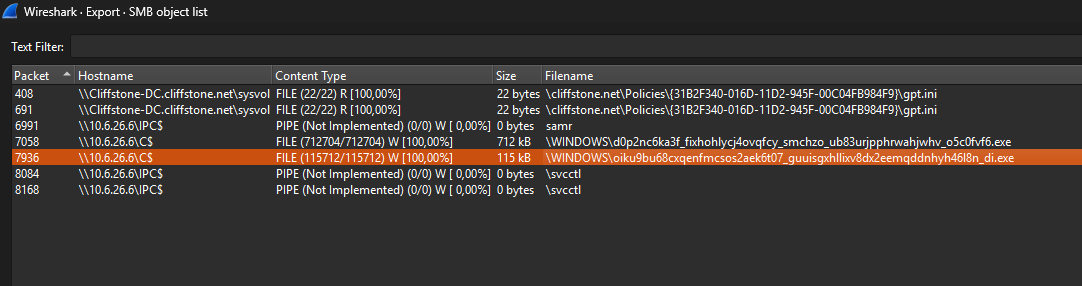 Wireshark · Export · SMB object list
Text Filter:
Packet Hostname Content Type Size Filename
408 \\Cliffstone-DC.cliffstone.net\sysvol FILE (22/22) R [100,00%] 22 bytes \cliffstone.net\Policies\{31B2F340-016D-11D2-945F-00C04FB984F9}\gpt.ini
691 \\Cliffstone-DC.cliffstone.net\sysvol FILE (22/22) R [100,00%] 22 bytes \cliffstone.net\Policies\{31B2F340-016D-11D2-945F-00C04FB984F9}\gpt.ini
6991 \\10.6.26.6\IPC$ PIPE (Not Implemented) (0/0) W [ 0,00%] 0 bytes samr
7058 \\10.6.26.6\C$ FILE (712704/712704) W [100,00%] 712 kB \WINDOWS\d0p2nc6ka3f_fixhohlycj4ovqfcy_smchzo_ub83urjpphrwahjwhv_o5c0fvf6.exe
7936 \\10.6.26.6\C$ FILE (115712/115712) W [100,00%] 115 kB \WINDOWS\oiku9bu68cxqenfmcsos2aek6t07_guuisgxhllixv8dx2eemqddnhyh46l8n_di.exe
8084 \\10.6.26.6\IPC$ PIPE (Not Implemented) (0/0) W [ 0,00%] 0 bytes \svcctl
8168 \\10.6.26.6\IPC$ PIPE (Not Implemented) (0/0) W [ 0,00%] 0 bytes \svcctl